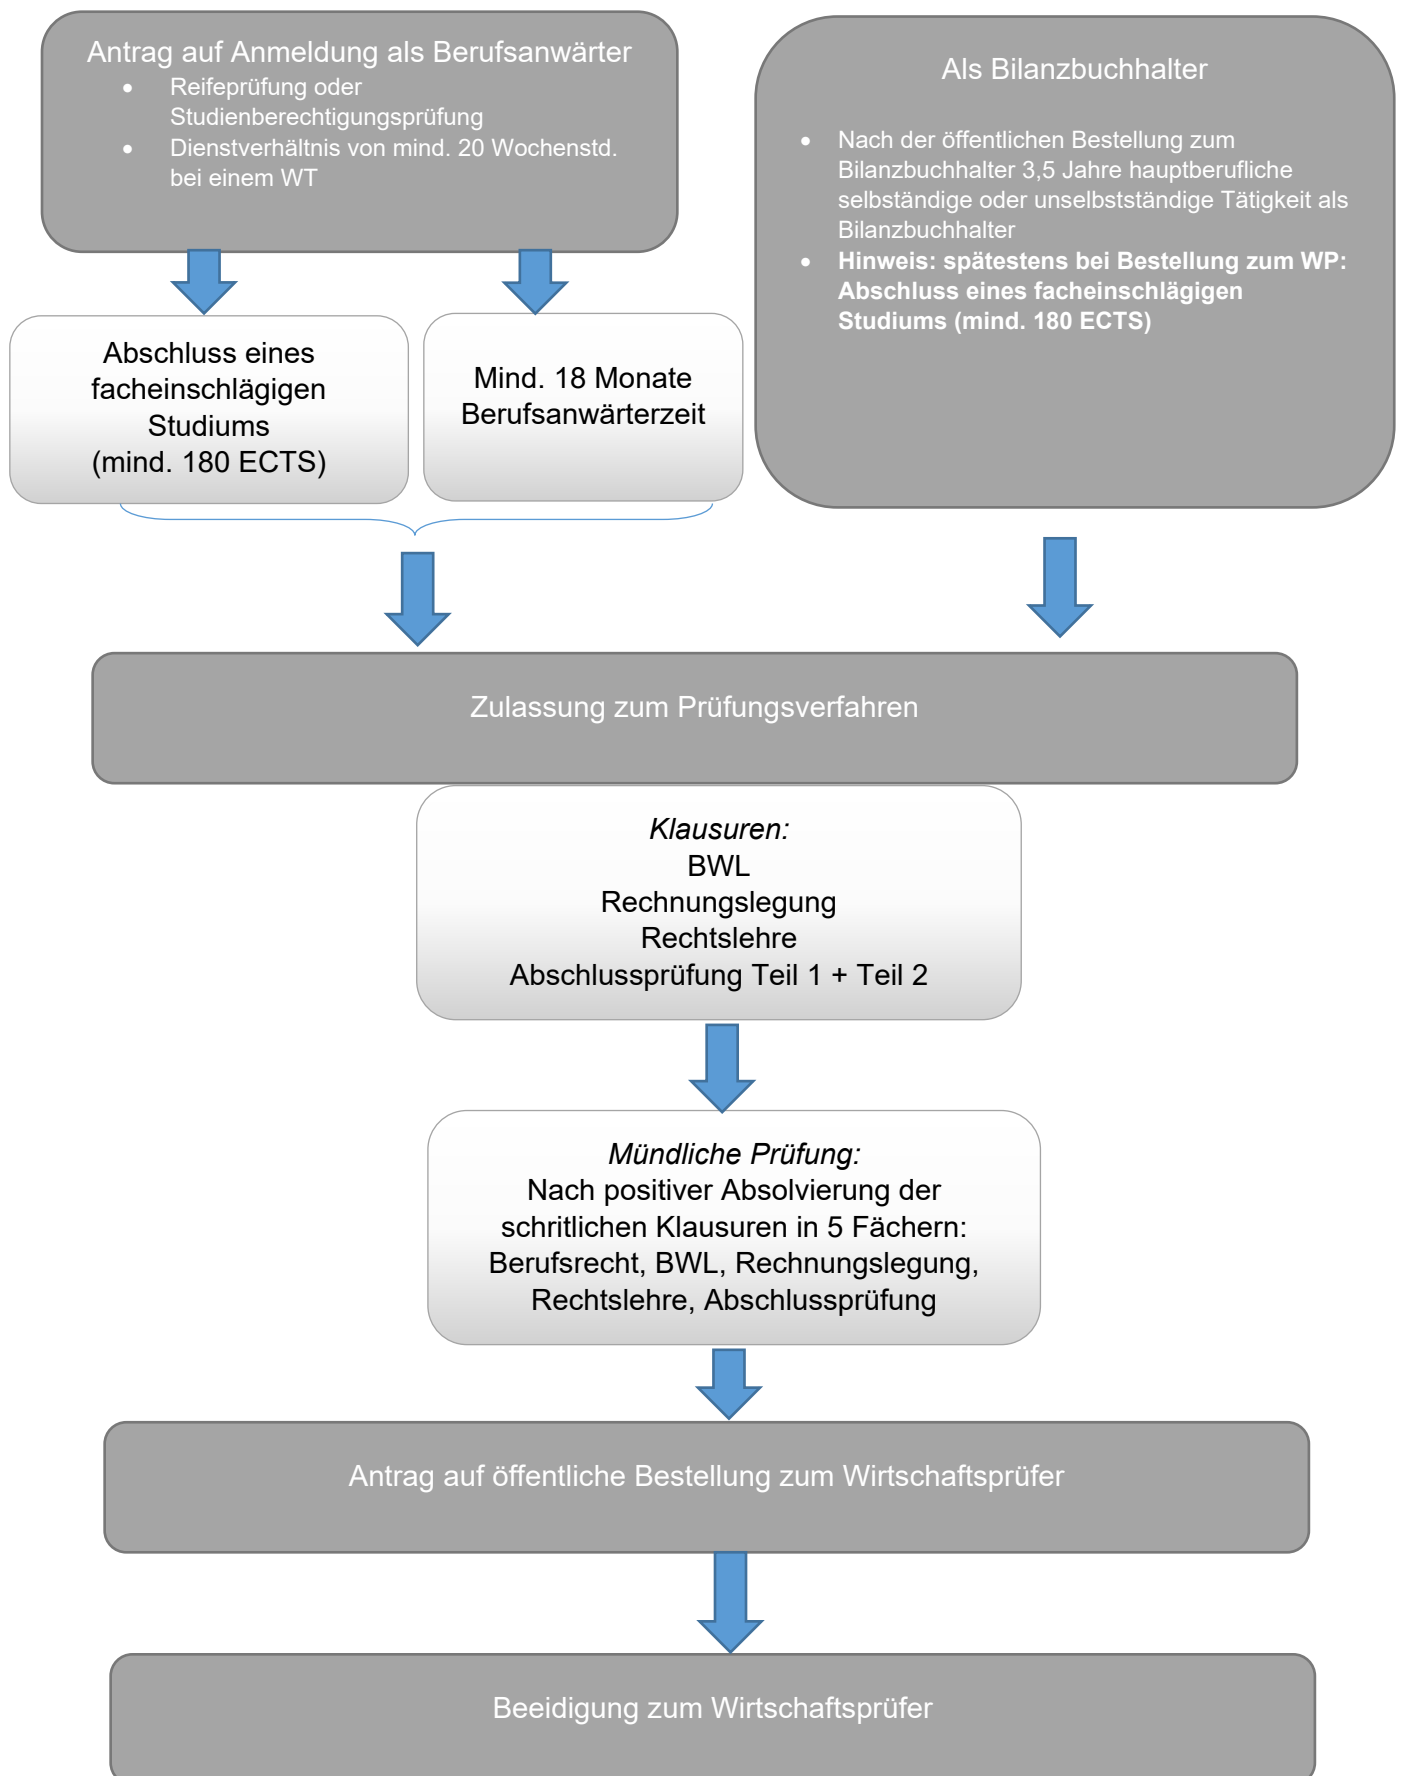 Antrag auf Anmeldung als Berufsanwärter
• Reifeprüfung oder
Studienberechtigungsprüfung
• Dienstverhältnis von mind. 20 Wochenstd.
bei einem WT
Als Bilanzbuchhalter
• Nach der öffentlichen Bestellung zum
Bilanzbuchhalter 3,5 Jahre hauptberufliche
selbständige oder unselbstständige Tätigkeit als
Bilanzbuchhalter
• Hinweis: spätestens bei Bestellung zum WP:
Abschluss eines facheinschlägigen
Studiums (mind. 180 ECTS)
Abschluss eines
facheinschlägigen
Studiums
(mind. 180 ECTS)
Mind. 18 Monate
Berufsanwärterzeit
Zulassung zum Prüfungsverfahren
Klausuren:
BWL
Rechnungslegung
Rechtslehre
Abschlussprüfung Teil 1 + Teil 2
Mündliche Prüfung:
Nach positiver Absolvierung der
schritlichen Klausuren in 5 Fächern:
Berufsrecht, BWL, Rechnungslegung,
Rechtslehre, Abschlussprüfung
Antrag auf öffentliche Bestellung zum Wirtschaftsprüfer
Beeidigung zum Wirtschaftsprüfer